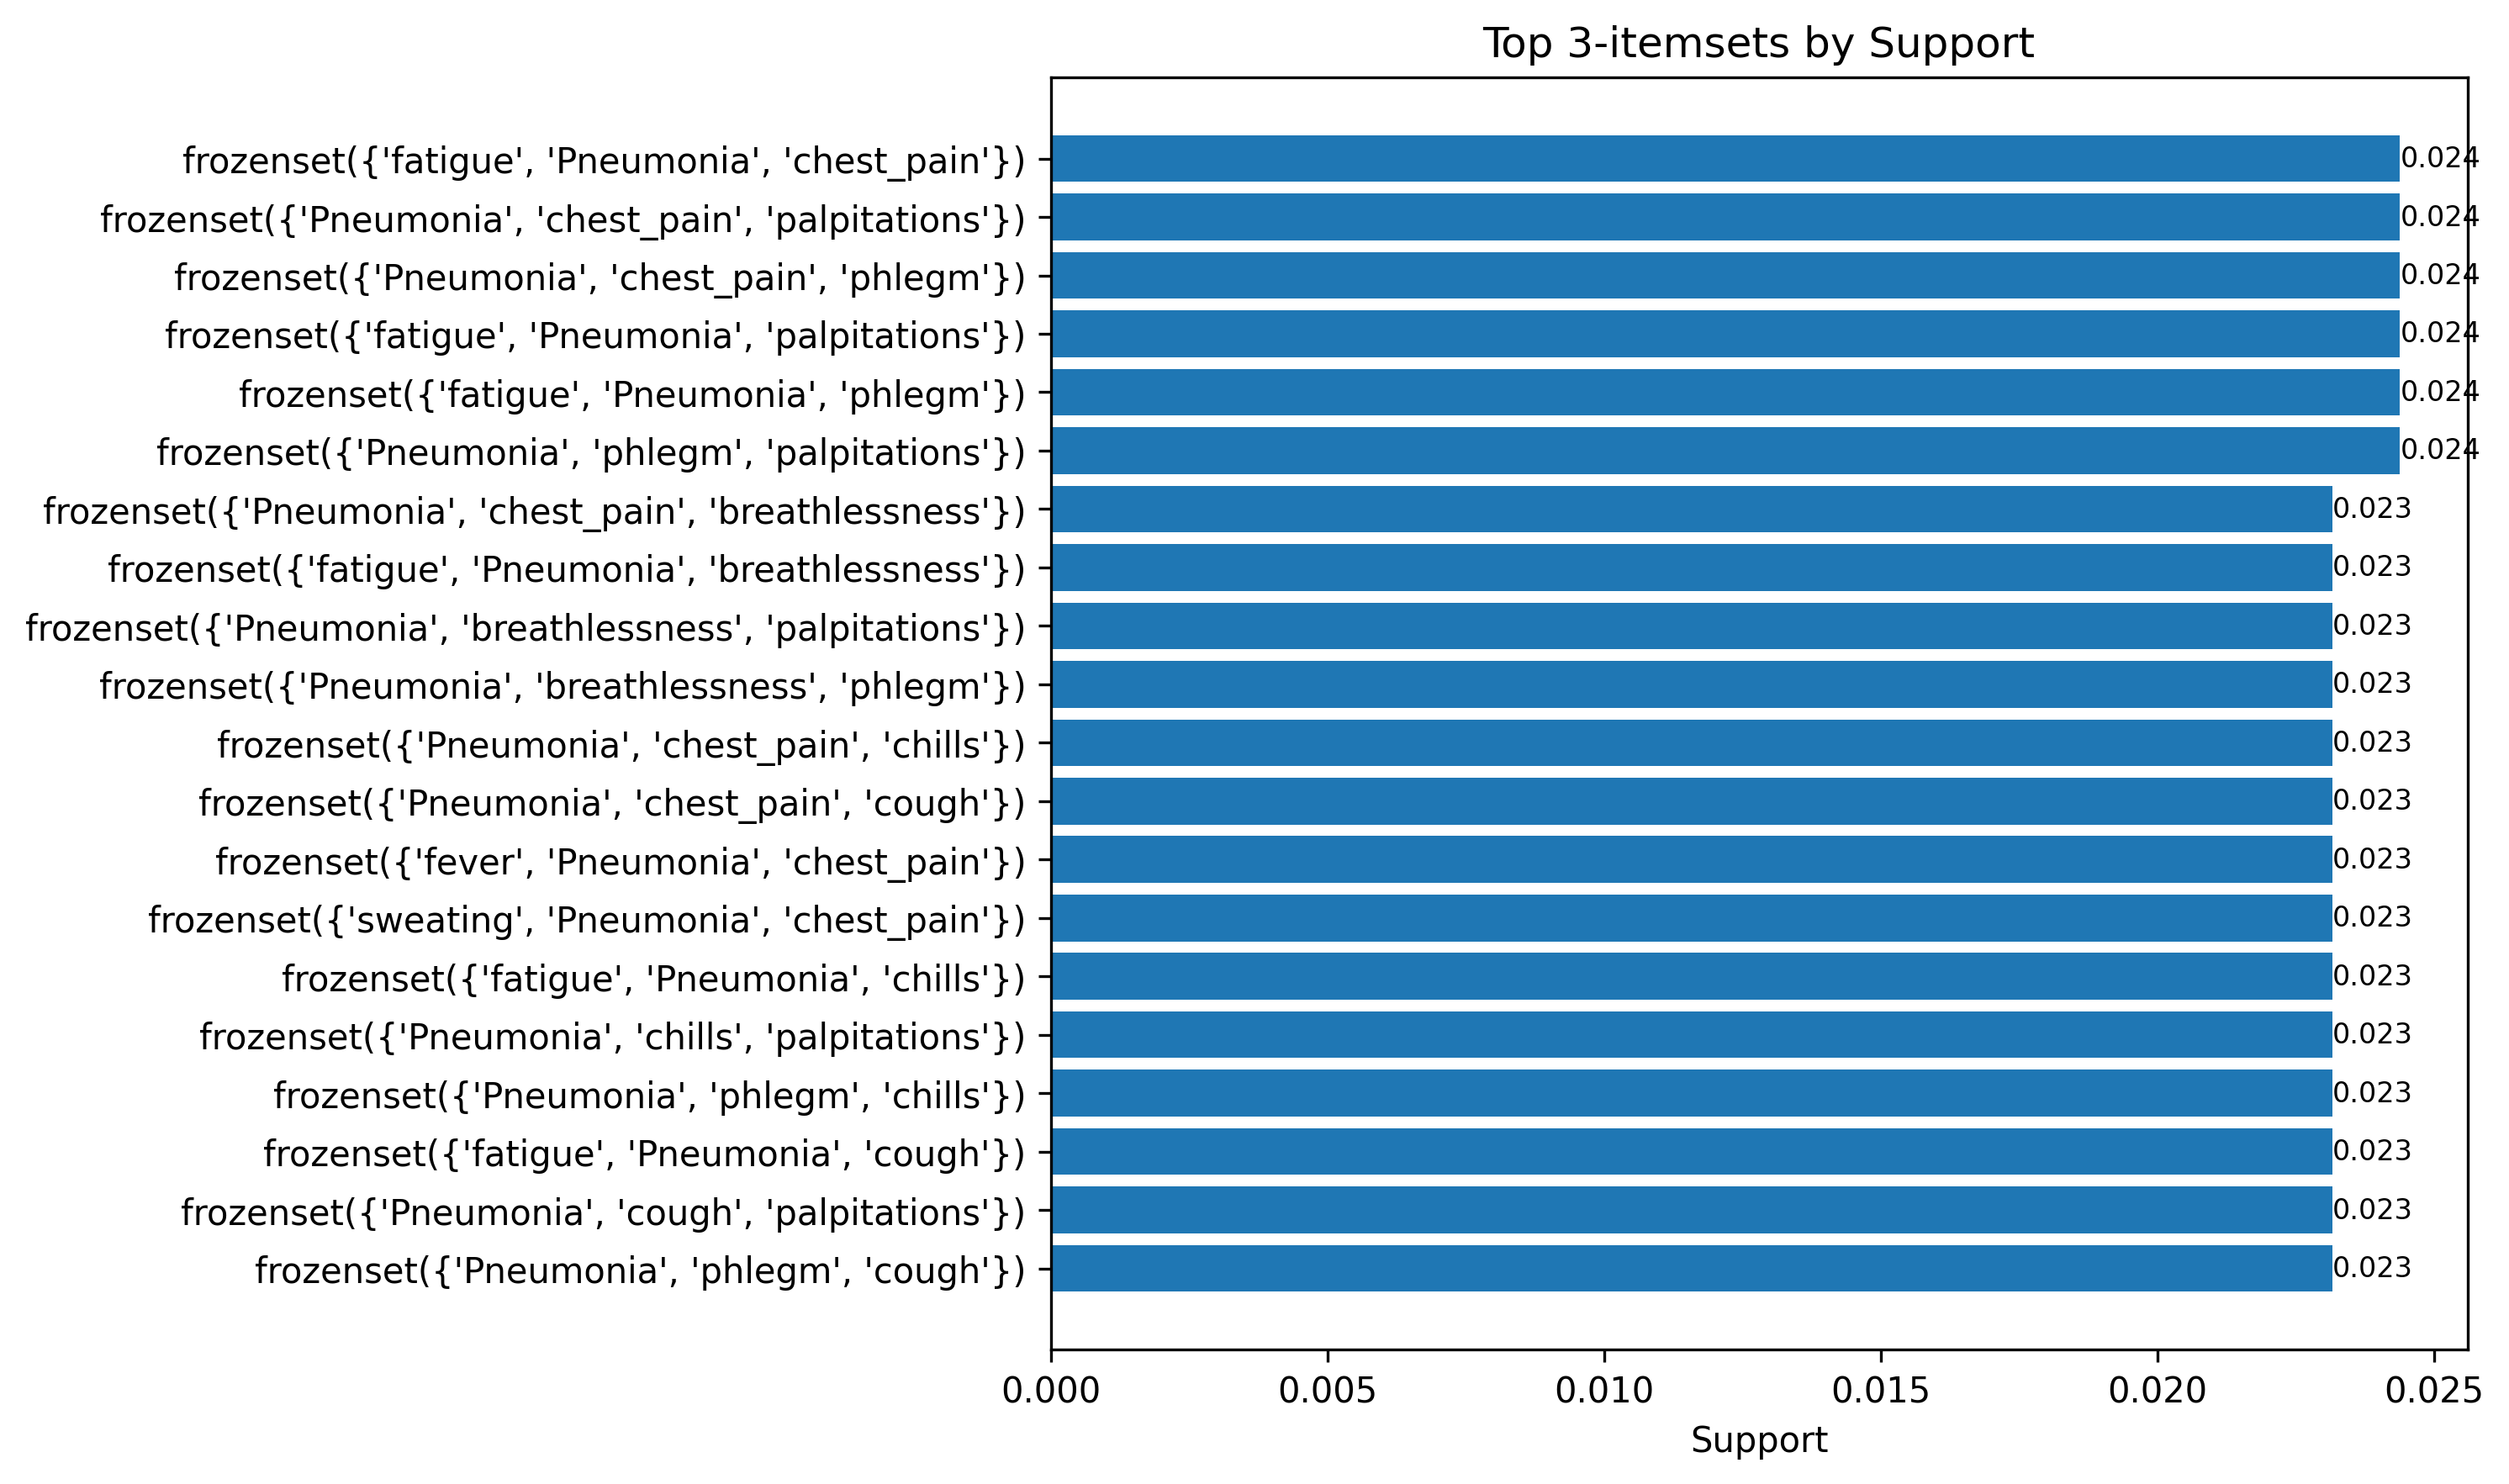 Top 3-itemsets by Support
frozenset({'fatigue', 'Pneumonia', 'chest_pain'}) 0.024
frozenset({'Pneumonia', 'chest_pain', 'palpitations'}) 0.024
frozenset({'Pneumonia', 'chest_pain', 'phlegm'}) 0.024
frozenset({'fatigue', 'Pneumonia', 'palpitations'}) 0.024
frozenset({'fatigue', 'Pneumonia', 'phlegm'}) 0.024
frozenset({'Pneumonia', 'phlegm', 'palpitations'}) 0.024
frozenset({'Pneumonia', 'chest_pain', 'breathlessness'}) 0.023
frozenset({'fatigue', 'Pneumonia', 'breathlessness'}) 0.023
frozenset({'Pneumonia', 'breathlessness', 'palpitations'}) 0.023
frozenset({'Pneumonia', 'breathlessness', 'phlegm'}) 0.023
frozenset({'Pneumonia', 'chest_pain', 'chills'}) 0.023
frozenset({'Pneumonia', 'chest_pain', 'cough'}) 0.023
frozenset({'fever', 'Pneumonia', 'chest_pain'}) 0.023
frozenset({'sweating', 'Pneumonia', 'chest_pain'}) 0.023
frozenset({'fatigue', 'Pneumonia', 'chills'}) 0.023
frozenset({'Pneumonia', 'chills', 'palpitations'}) 0.023
frozenset({'Pneumonia', 'phlegm', 'chills'}) 0.023
frozenset({'fatigue', 'Pneumonia', 'cough'}) 0.023
frozenset({'Pneumonia', 'cough', 'palpitations'}) 0.023
frozenset({'Pneumonia', 'phlegm', 'cough'}) 0.023
0.000 0.005 0.010 0.015 0.020 0.025
Support